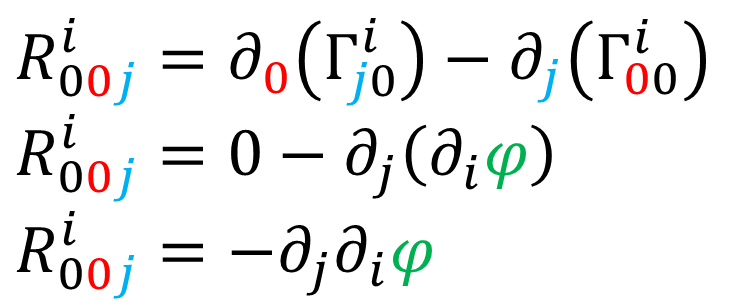 R^i_{00j} = ∂_0(Γ^i_{j0}) − ∂_j(Γ^i_{00})
R^i_{00j} = 0 − ∂_j(∂_iφ)
R^i_{00j} = −∂_j∂_iφ